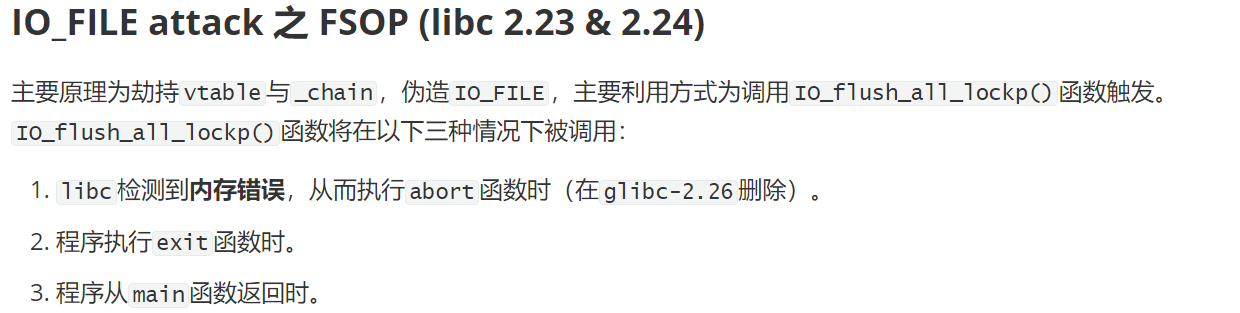 IO_FILE attack 之 FSOP (libc 2.23 & 2.24)
主要原理为劫持vtable与_chain，伪造IO_FILE，主要利用方式为调用IO_flush_all_lockp()函数触发。
IO_flush_all_lockp()函数将在以下三种情况下被调用：
1. libc检测到内存错误，从而执行abort函数时（在glibc-2.26删除）。
2. 程序执行exit函数时。
3. 程序从main函数返回时。